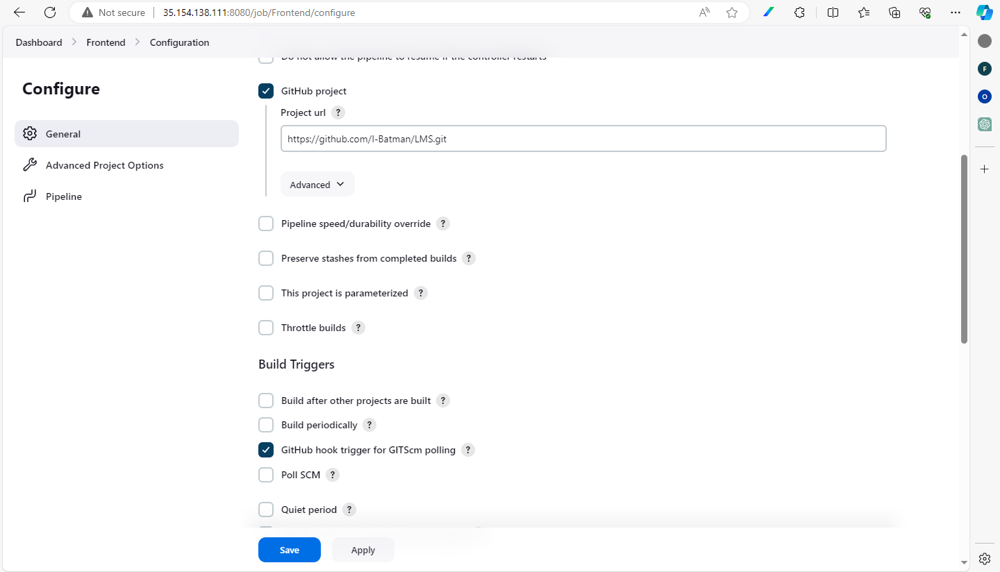 Not secure
35.154.138.111:8080/job/Frontend/configure
Dashboard > Frontend > Configuration
Configure
General
Advanced Project Options
Pipeline
Do not allow the pipeline to resume if the controller restarts
GitHub project
Project url ?
https://github.com/I-Batman/LMS.git
Advanced
Pipeline speed/durability override ?
Preserve stashes from completed builds ?
This project is parameterized ?
Throttle builds ?
Build Triggers
Build after other projects are built ?
Build periodically ?
GitHub hook trigger for GITScm polling ?
Poll SCM ?
Quiet period ?
Save
Apply
F
O